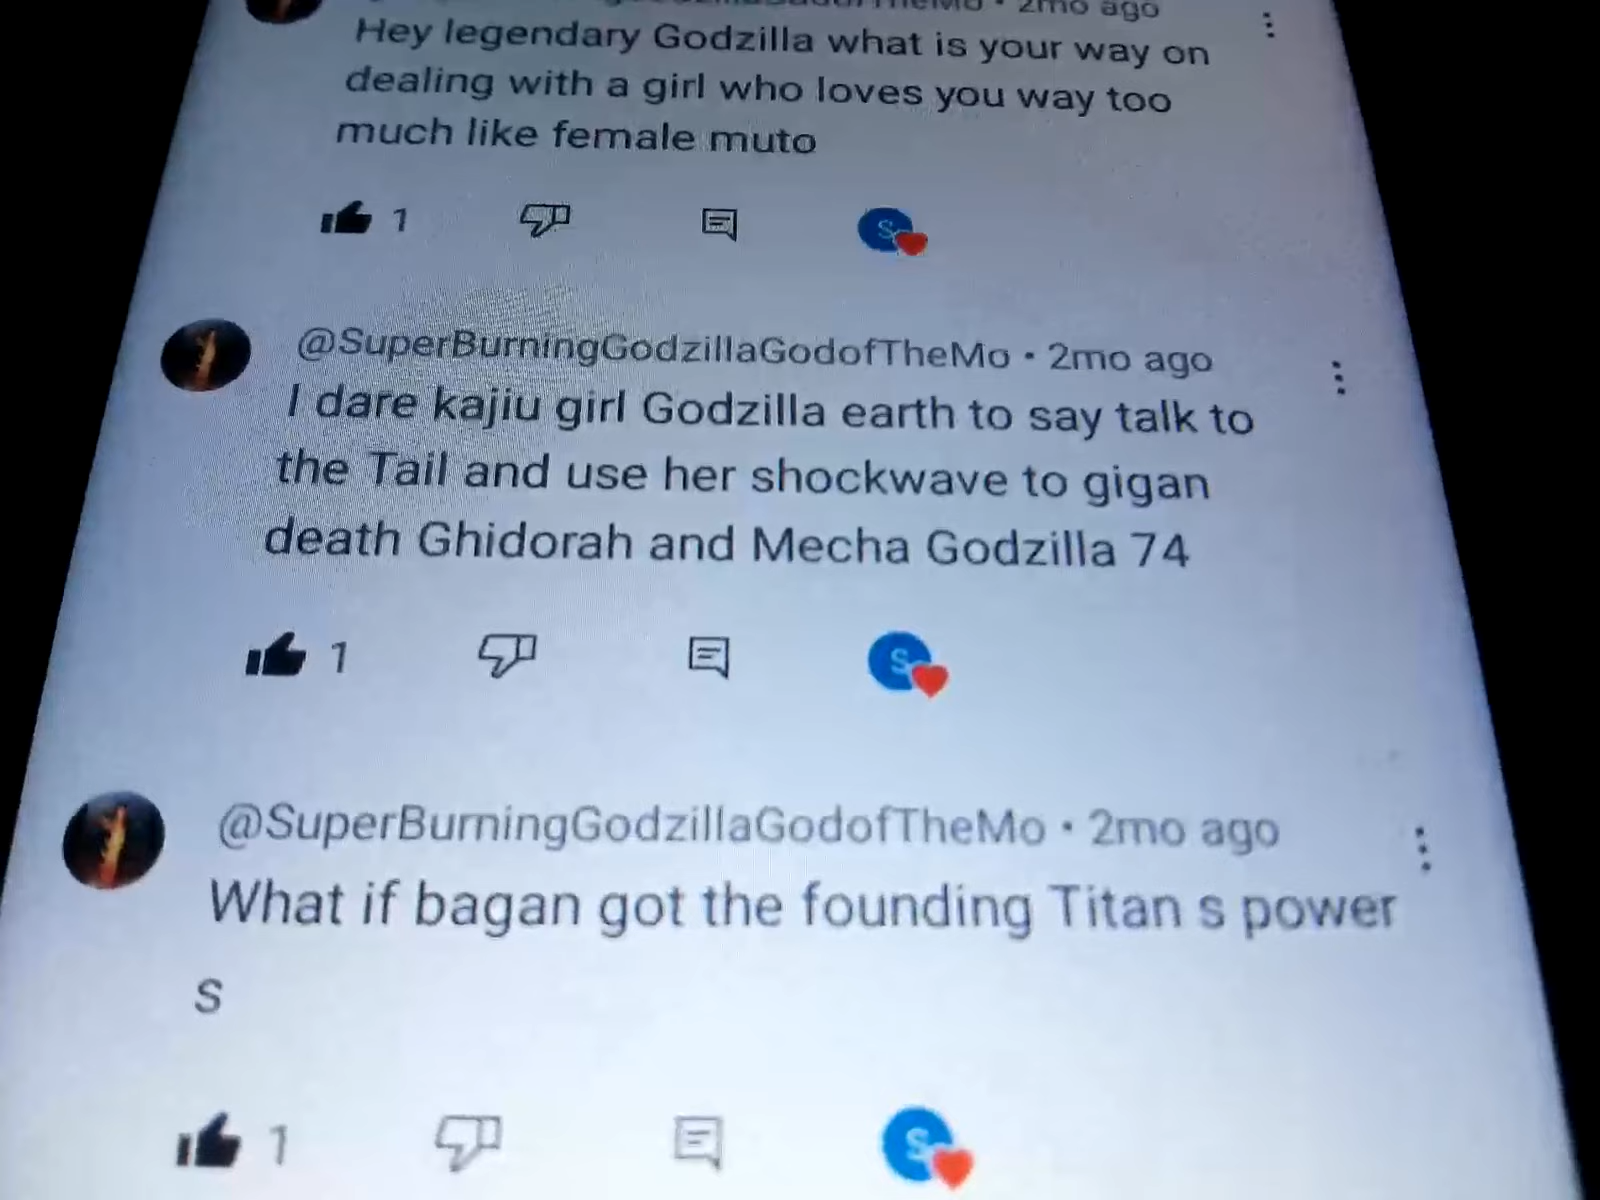 2mo ago
Hey legendary Godzilla what is your way on
dealing with a girl who loves you way too
much like female muto
1
S
@SuperBurningGodzillaGodofTheMo • 2mo ago
I dare kajiu girl Godzilla earth to say talk to
the Tail and use her shockwave to gigan
death Ghidorah and Mecha Godzilla 74
1
S
@SuperBurningGodzillaGodofTheMo • 2mo ago
What if bagan got the founding Titan s power
s
1
S